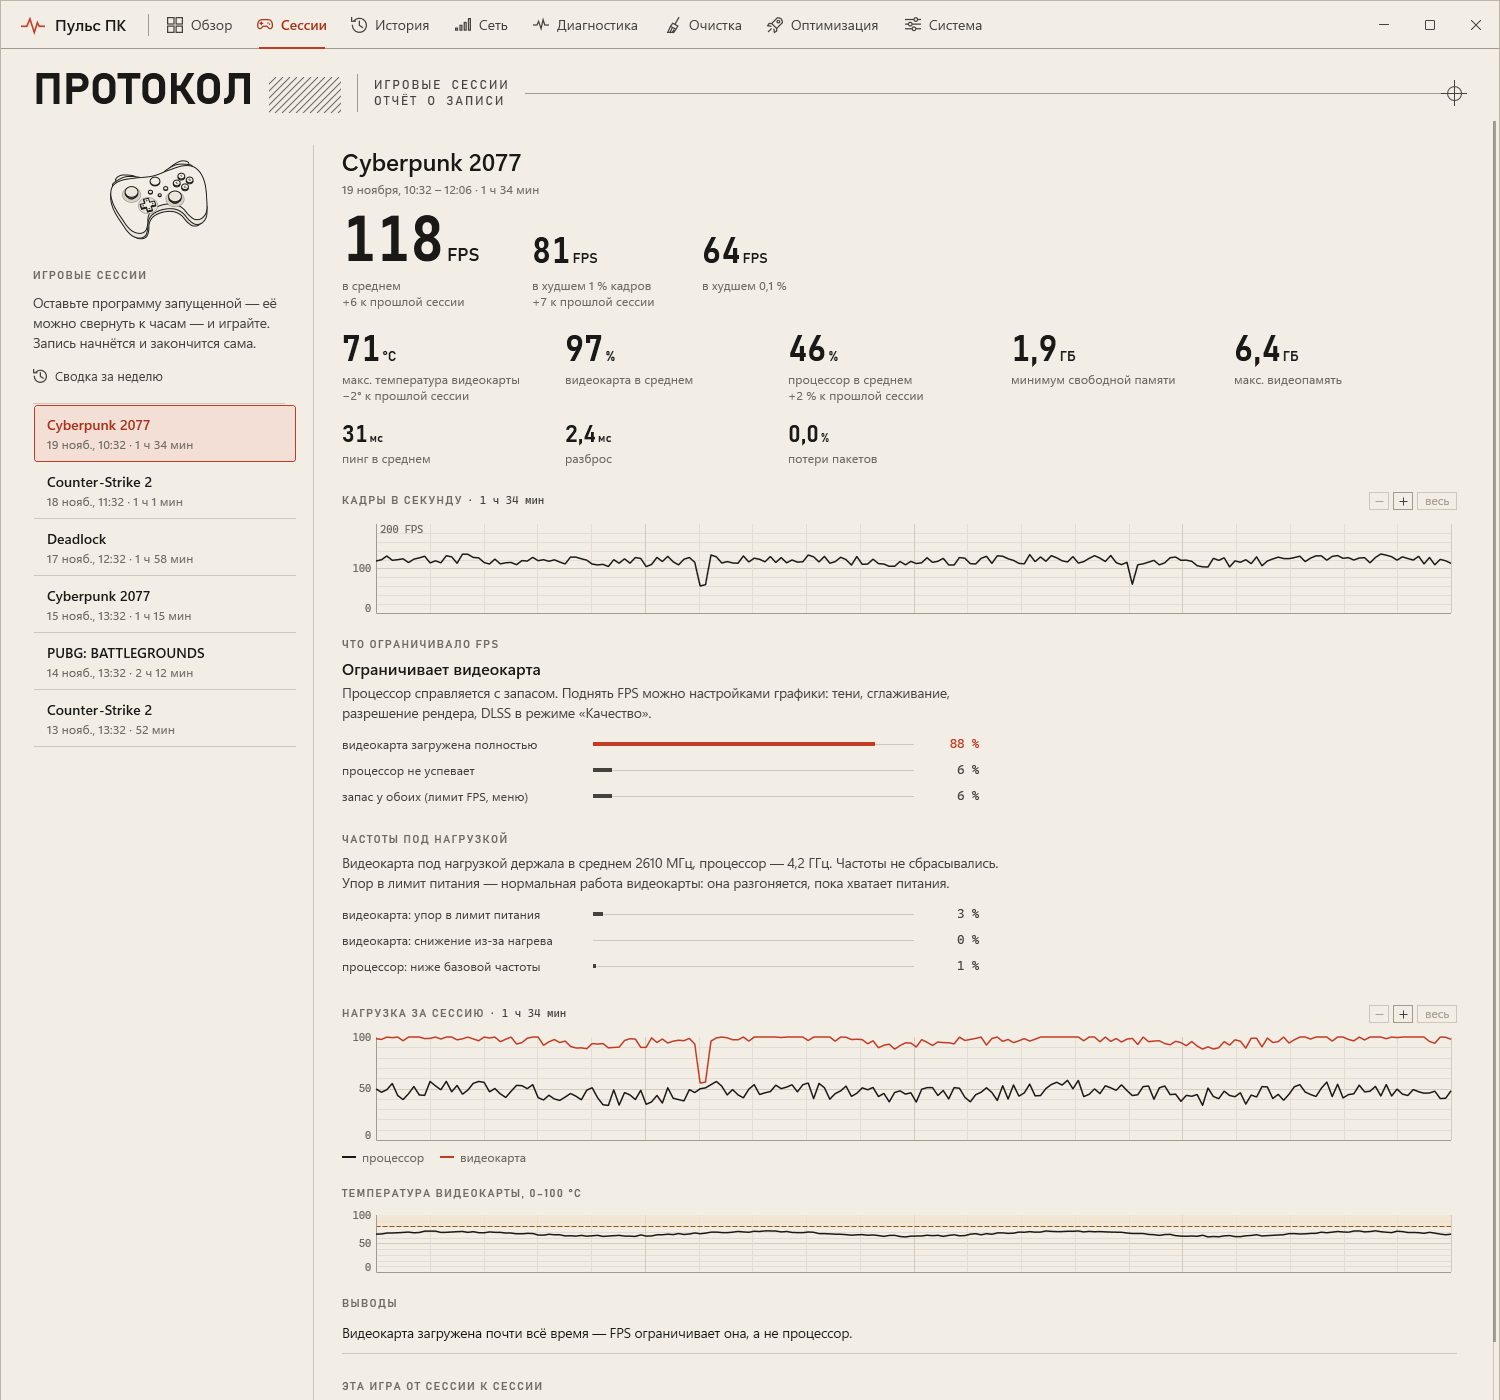 Пульс ПК
Обзор
Сессии
История
Сеть
Диагностика
Очистка
Оптимизация
Система
ПРОТОКОЛ
ИГРОВЫЕ СЕССИИ
ОТЧЁТ О ЗАПИСИ
ИГРОВЫЕ СЕССИИ
Оставьте программу запущенной — её
можно свернуть к часам — и играйте.
Запись начнётся и закончится сама.
Сводка за неделю
Cyberpunk 2077
19 нояб., 10:32 · 1 ч 34 мин
Counter-Strike 2
18 нояб., 11:32 · 1 ч 1 мин
Deadlock
17 нояб., 12:32 · 1 ч 58 мин
Cyberpunk 2077
15 нояб., 13:32 · 1 ч 15 мин
PUBG: BATTLEGROUNDS
14 нояб., 13:32 · 2 ч 12 мин
Counter-Strike 2
13 нояб., 13:32 · 52 мин
Cyberpunk 2077
19 ноября, 10:32 – 12:06 · 1 ч 34 мин
118 FPS
в среднем
+6 к прошлой сессии
81 FPS
в худшем 1 % кадров
+7 к прошлой сессии
64 FPS
в худшем 0,1 %
71 °C
макс. температура видеокарты
−2° к прошлой сессии
97 %
видеокарта в среднем
46 %
процессор в среднем
+2 % к прошлой сессии
1,9 ГБ
минимум свободной памяти
6,4 ГБ
макс. видеопамять
31 мс
пинг в среднем
2,4 мс
разброс
0,0 %
потери пакетов
КАДРЫ В СЕКУНДУ · 1 ч 34 мин
− + весь
200 FPS
100
0
ЧТО ОГРАНИЧИВАЛО FPS
Ограничивает видеокарта
Процессор справляется с запасом. Поднять FPS можно настройками графики: тени, сглаживание,
разрешение рендера, DLSS в режиме «Качество».
видеокарта загружена полностью 88 %
процессор не успевает 6 %
запас у обоих (лимит FPS, меню) 6 %
ЧАСТОТЫ ПОД НАГРУЗКОЙ
Видеокарта под нагрузкой держала в среднем 2610 МГц, процессор — 4,2 ГГц. Частоты не сбрасывались.
Упор в лимит питания — нормальная работа видеокарты: она разгоняется, пока хватает питания.
видеокарта: упор в лимит питания 3 %
видеокарта: снижение из-за нагрева 0 %
процессор: ниже базовой частоты 1 %
НАГРУЗКА ЗА СЕССИЮ · 1 ч 34 мин
− + весь
100
50
0
процессор
видеокарта
ТЕМПЕРАТУРА ВИДЕОКАРТЫ, 0–100 °C
100
50
0
ВЫВОДЫ
Видеокарта загружена почти всё время — FPS ограничивает она, а не процессор.
ЭТА ИГРА ОТ СЕССИИ К СЕССИИ